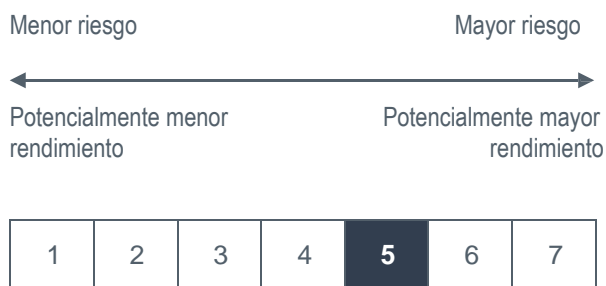 Menor riesgo Mayor riesgo
Potencialmente menor Potencialmente mayor
rendimiento rendimiento
1 2 3 4 5 6 7